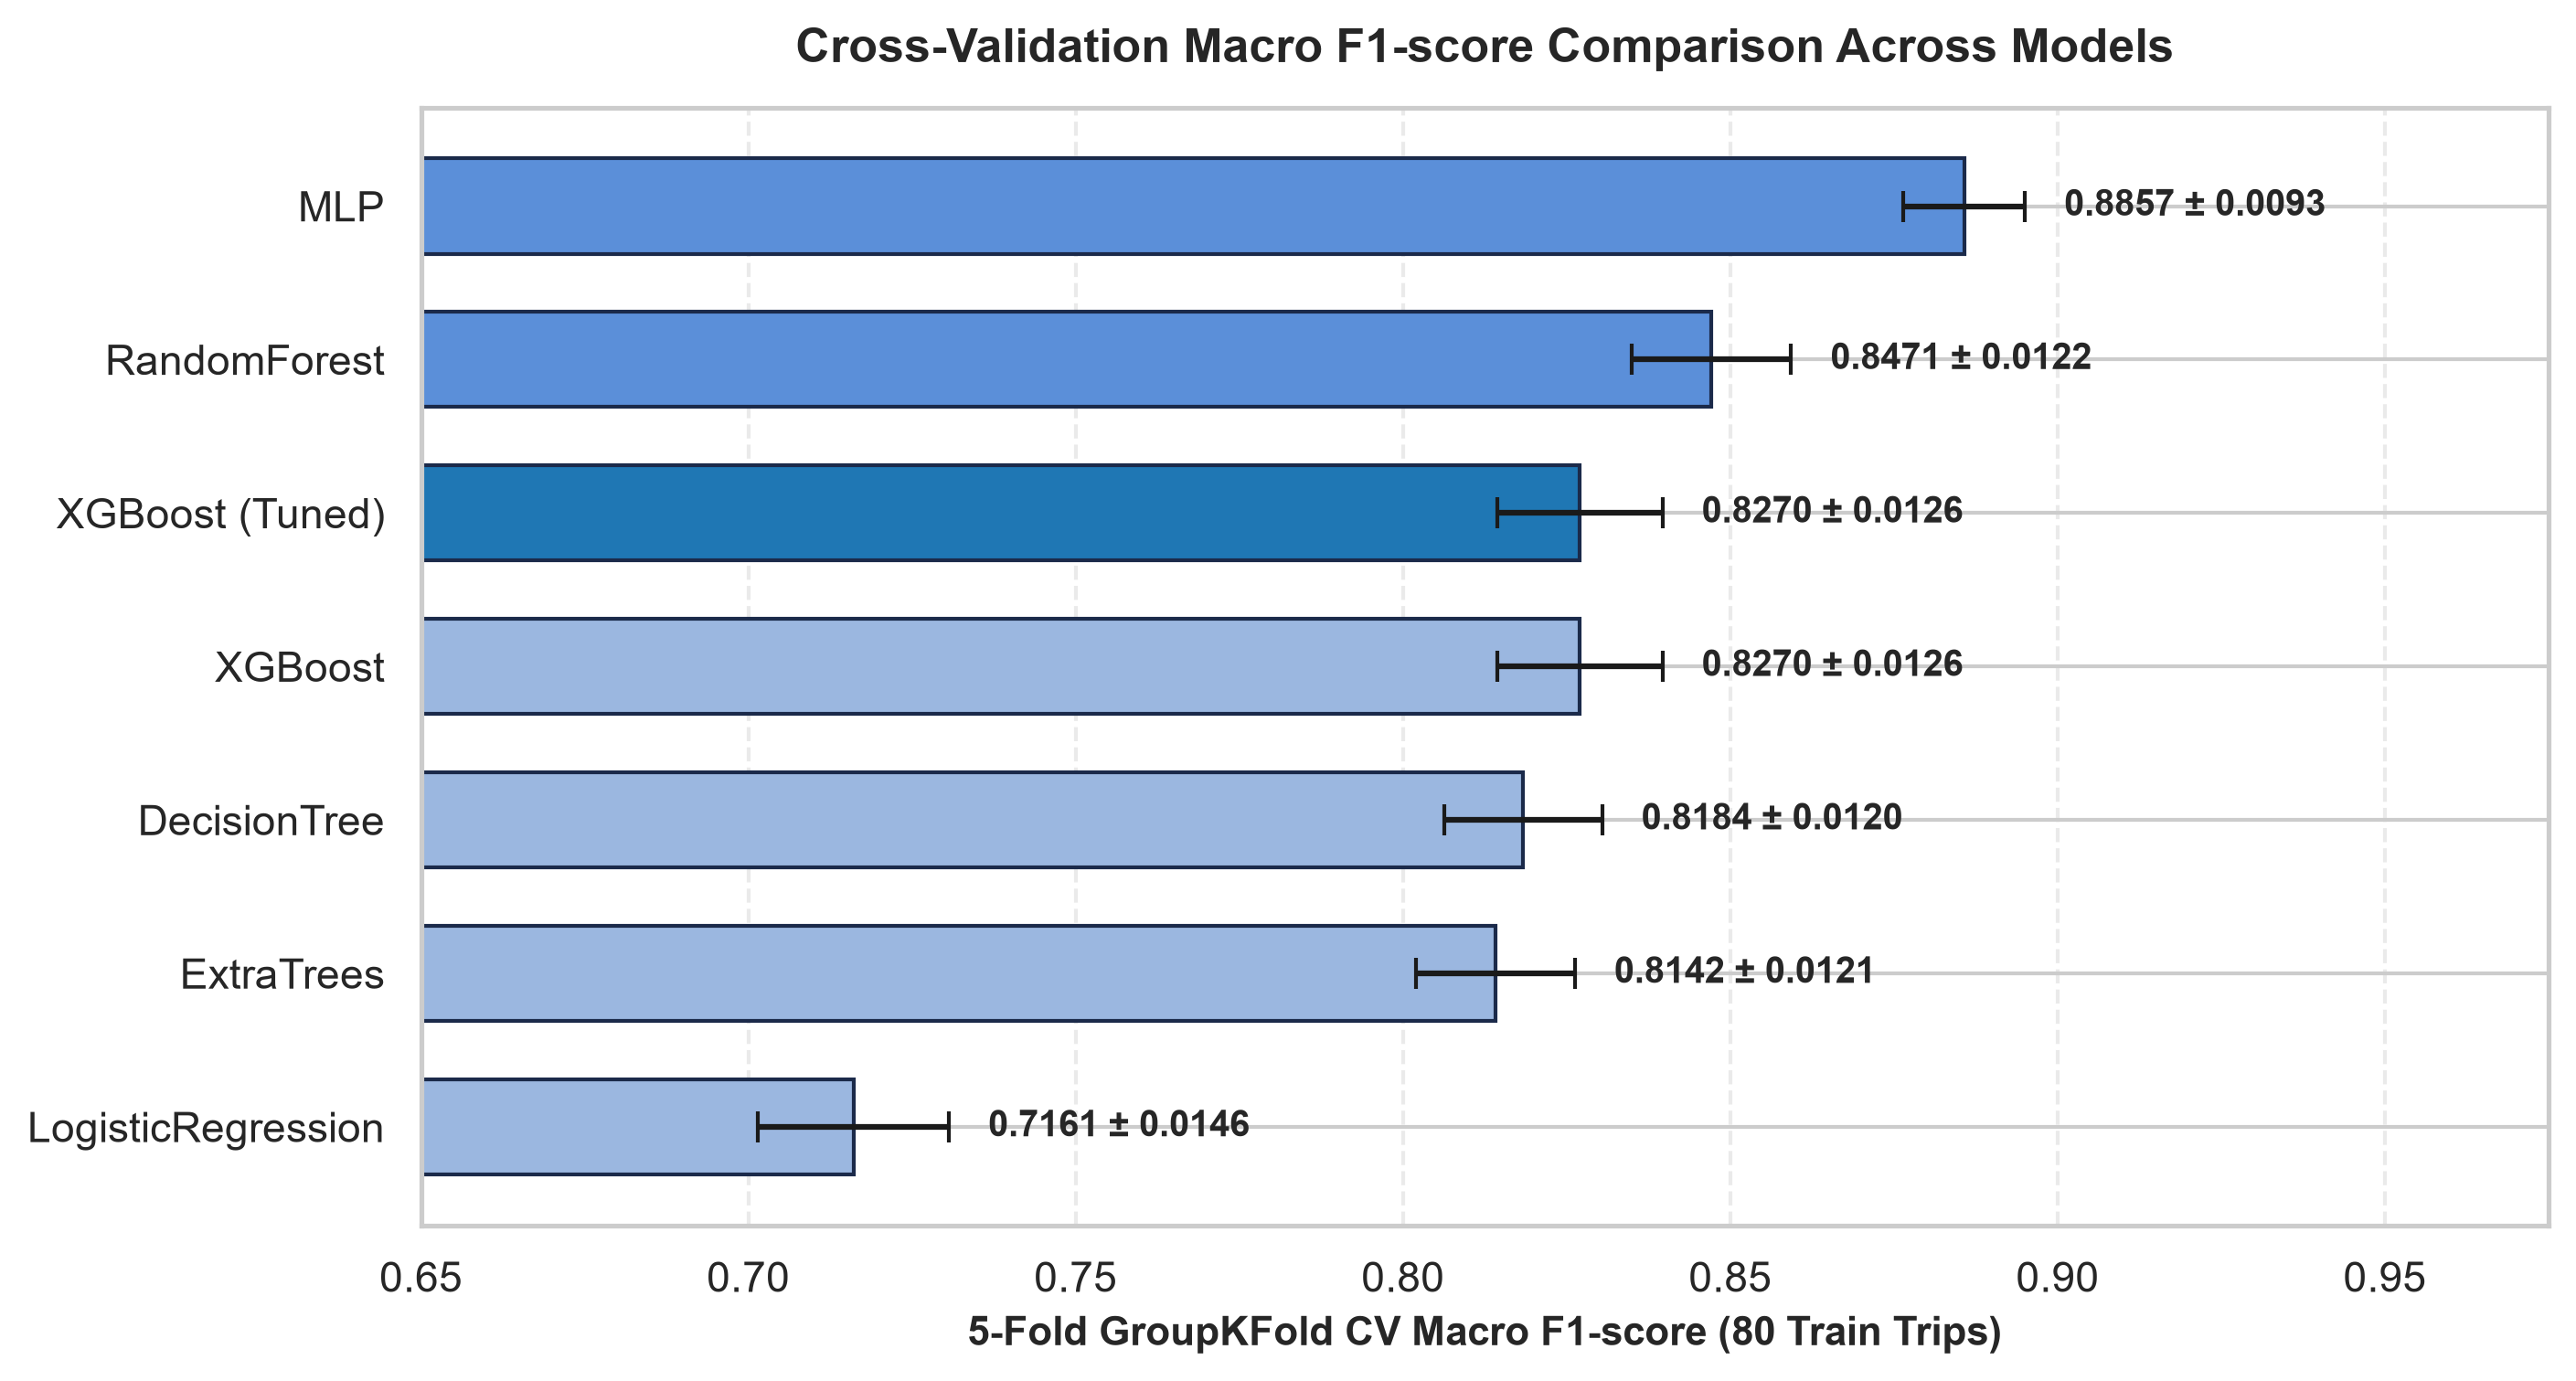 Cross-Validation Macro F1-score Comparison Across Models
MLP
0.8857 ± 0.0093
RandomForest
0.8471 ± 0.0122
XGBoost (Tuned)
0.8270 ± 0.0126
XGBoost
0.8270 ± 0.0126
DecisionTree
0.8184 ± 0.0120
ExtraTrees
0.8142 ± 0.0121
LogisticRegression
0.7161 ± 0.0146
0.65 0.70 0.75 0.80 0.85 0.90 0.95
5-Fold GroupKFold CV Macro F1-score (80 Train Trips)